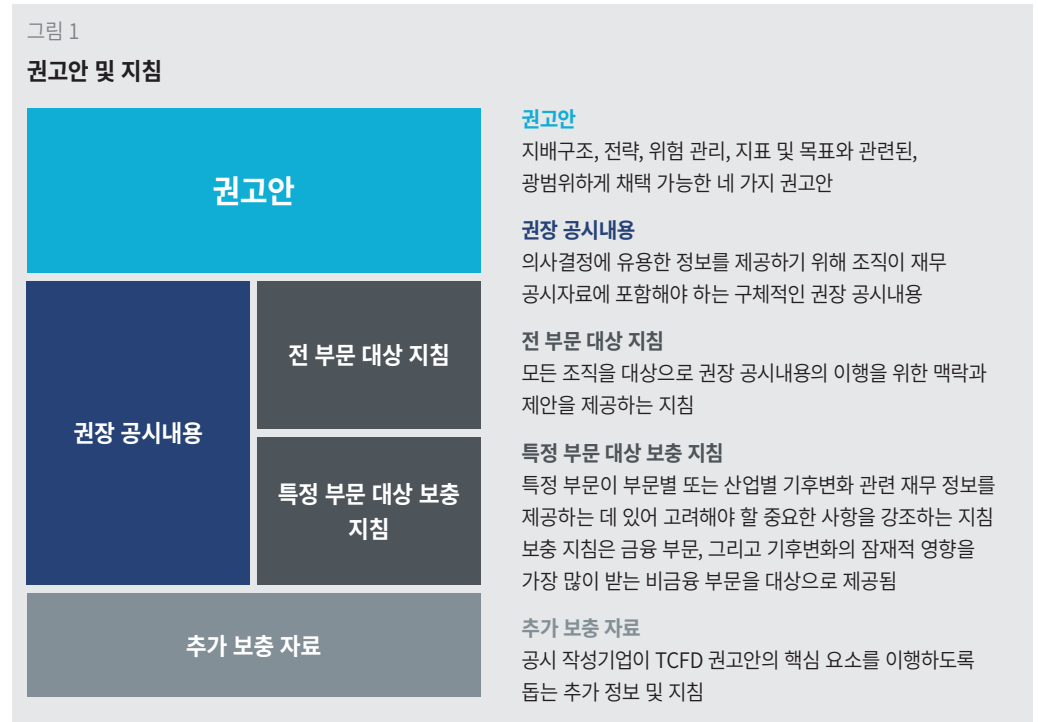 그림 1
권고안 및 지침
권고안
권장 공시내용
전 부문 대상 지침
특정 부문 대상 보충
지침
추가 보충 자료
권고안
지배구조, 전략, 위험 관리, 지표 및 목표와 관련된,
광범위하게 채택 가능한 네 가지 권고안
권장 공시내용
의사결정에 유용한 정보를 제공하기 위해 조직이 재무
공시자료에 포함해야 하는 구체적인 권장 공시내용
전 부문 대상 지침
모든 조직을 대상으로 권장 공시내용의 이행을 위한 맥락과
제안을 제공하는 지침
특정 부문 대상 보충 지침
특정 부문이 부문별 또는 산업별 기후변화 관련 재무 정보를
제공하는 데 있어 고려해야 할 중요한 사항을 강조하는 지침
보충 지침은 금융 부문, 그리고 기후변화의 잠재적 영향을
가장 많이 받는 비금융 부문을 대상으로 제공됨
추가 보충 자료
공시 작성기업이 TCFD 권고안의 핵심 요소를 이행하도록
돕는 추가 정보 및 지침